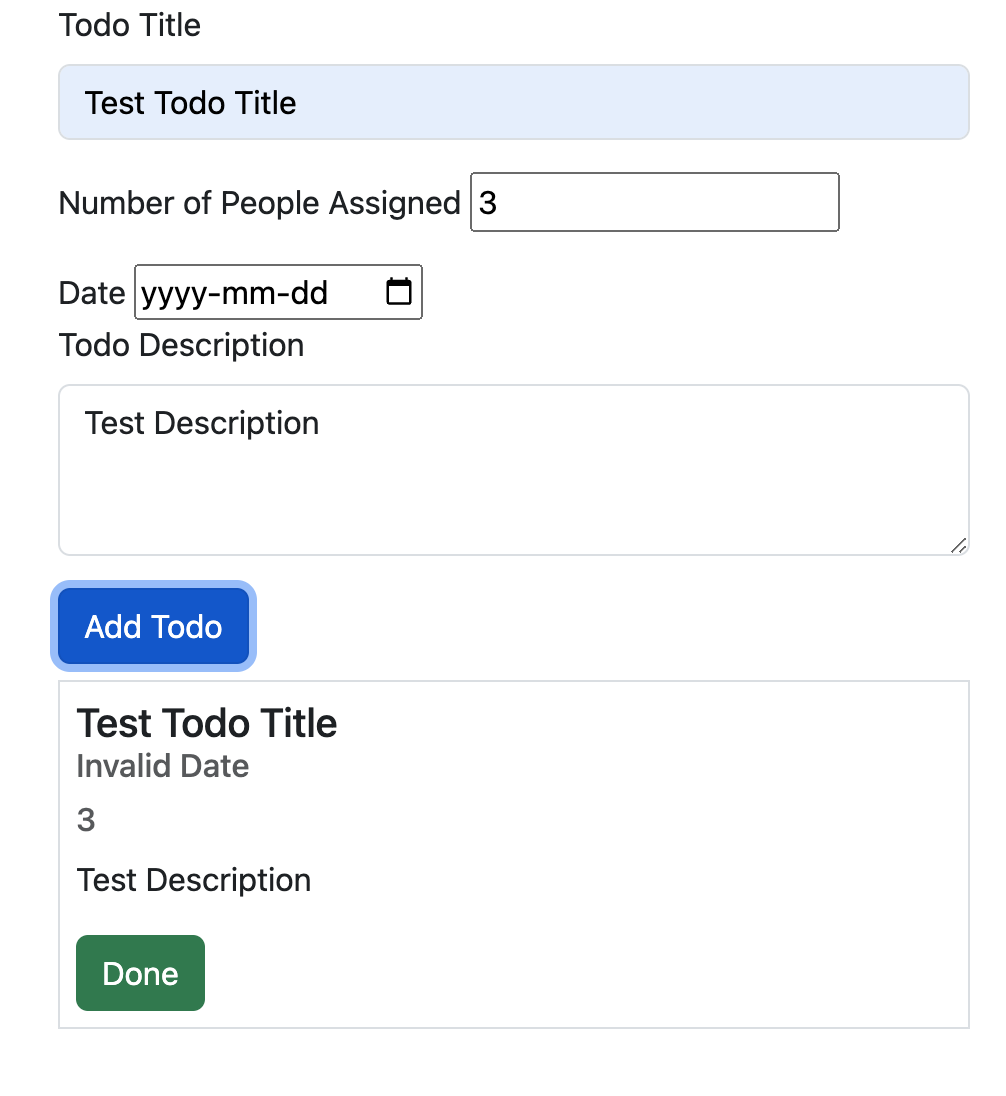 Todo Title
Test Todo Title
Number of People Assigned 3
Date yyyy-mm-dd
Todo Description
Test Description
Add Todo
Test Todo Title
Invalid Date
3
Test Description
Done